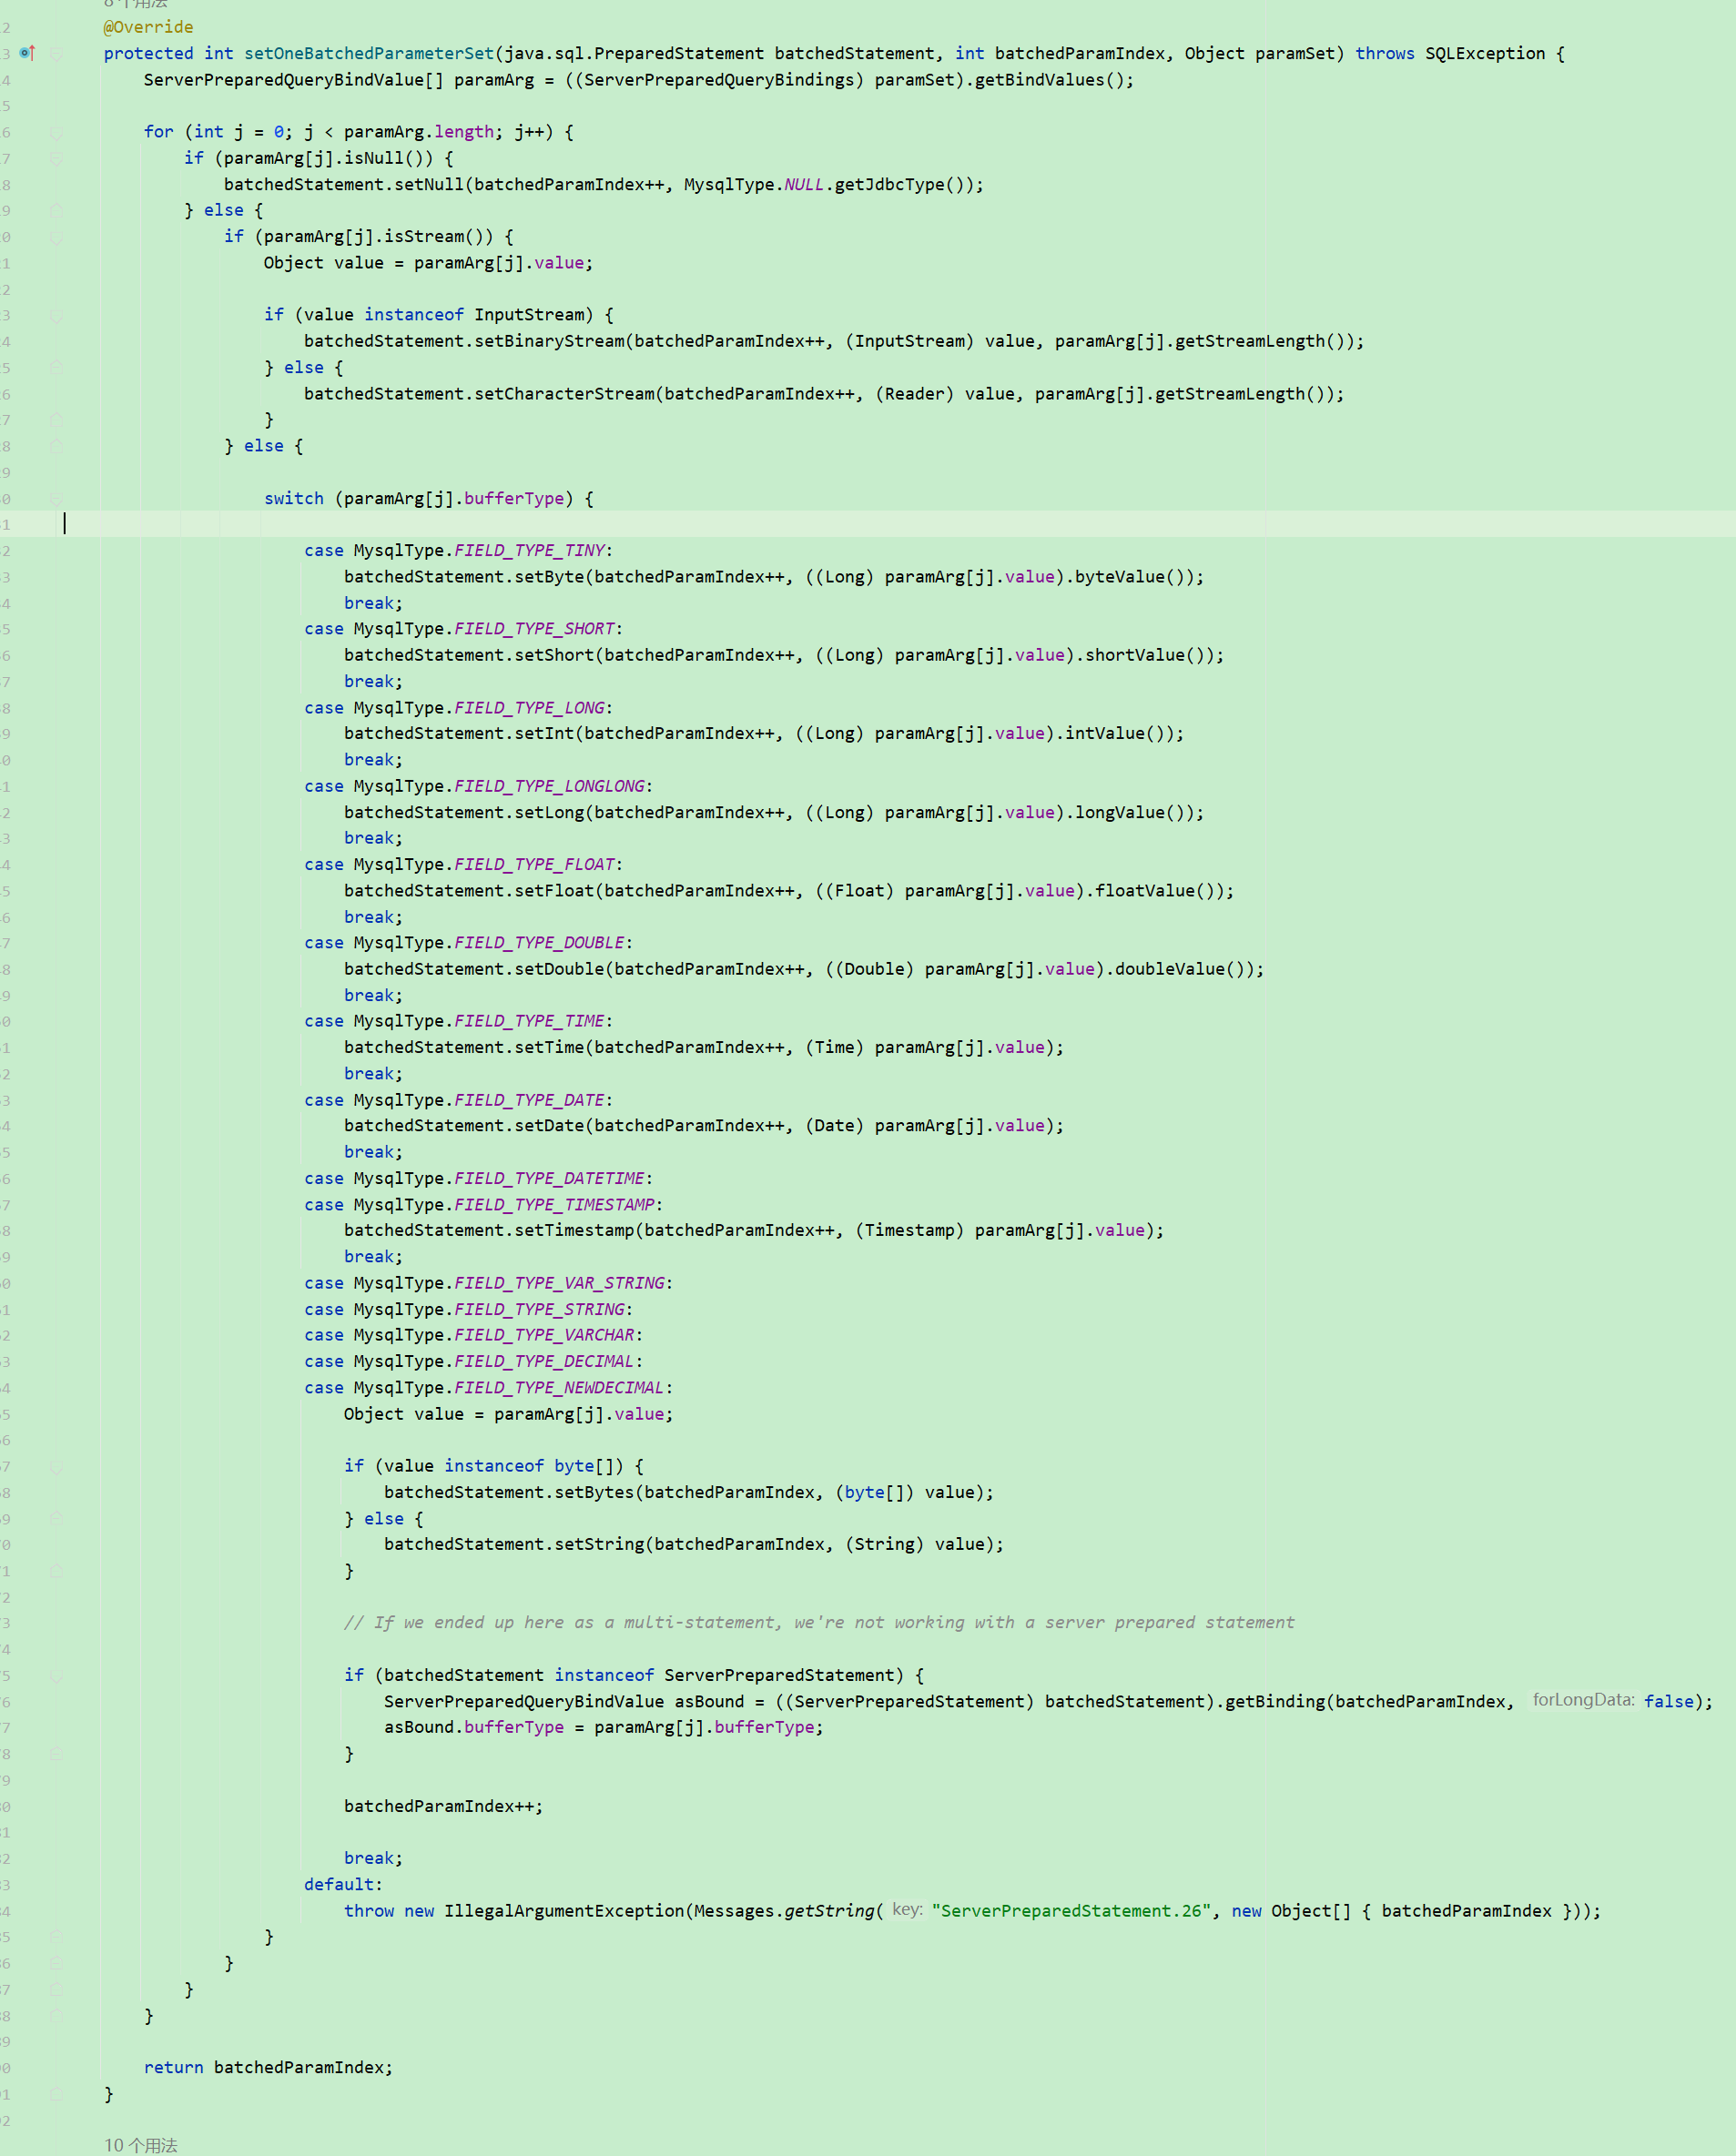 @Override
protected int setOneBatchedParameterSet(java.sql.PreparedStatement batchedStatement, int batchedParamIndex, Object paramSet) throws SQLException {
ServerPreparedQueryBindValue[] paramArg = ((ServerPreparedQueryBindings) paramSet).getBindValues();
for (int j = 0; j < paramArg.length; j++) {
if (paramArg[j].isNull()) {
batchedStatement.setNull(batchedParamIndex++, MysqlType.NULL.getJdbcType());
} else {
if (paramArg[j].isStream()) {
Object value = paramArg[j].value;
if (value instanceof InputStream) {
batchedStatement.setBinaryStream(batchedParamIndex++, (InputStream) value, paramArg[j].getStreamLength());
} else {
batchedStatement.setCharacterStream(batchedParamIndex++, (Reader) value, paramArg[j].getStreamLength());
}
} else {
switch (paramArg[j].bufferType) {
case MysqlType.FIELD_TYPE_TINY:
batchedStatement.setByte(batchedParamIndex++, ((Long) paramArg[j].value).byteValue());
break;
case MysqlType.FIELD_TYPE_SHORT:
batchedStatement.setShort(batchedParamIndex++, ((Long) paramArg[j].value).shortValue());
break;
case MysqlType.FIELD_TYPE_LONG:
batchedStatement.setInt(batchedParamIndex++, ((Long) paramArg[j].value).intValue());
break;
case MysqlType.FIELD_TYPE_LONGLONG:
batchedStatement.setLong(batchedParamIndex++, ((Long) paramArg[j].value).longValue());
break;
case MysqlType.FIELD_TYPE_FLOAT:
batchedStatement.setFloat(batchedParamIndex++, ((Float) paramArg[j].value).floatValue());
break;
case MysqlType.FIELD_TYPE_DOUBLE:
batchedStatement.setDouble(batchedParamIndex++, ((Double) paramArg[j].value).doubleValue());
break;
case MysqlType.FIELD_TYPE_TIME:
batchedStatement.setTime(batchedParamIndex++, (Time) paramArg[j].value);
break;
case MysqlType.FIELD_TYPE_DATE:
batchedStatement.setDate(batchedParamIndex++, (Date) paramArg[j].value);
break;
case MysqlType.FIELD_TYPE_DATETIME:
case MysqlType.FIELD_TYPE_TIMESTAMP:
batchedStatement.setTimestamp(batchedParamIndex++, (Timestamp) paramArg[j].value);
break;
case MysqlType.FIELD_TYPE_VAR_STRING:
case MysqlType.FIELD_TYPE_STRING:
case MysqlType.FIELD_TYPE_VARCHAR:
case MysqlType.FIELD_TYPE_DECIMAL:
case MysqlType.FIELD_TYPE_NEWDECIMAL:
Object value = paramArg[j].value;
if (value instanceof byte[]) {
batchedStatement.setBytes(batchedParamIndex, (byte[]) value);
} else {
batchedStatement.setString(batchedParamIndex, (String) value);
}
// If we ended up here as a multi-statement, we're not working with a server prepared statement
if (batchedStatement instanceof ServerPreparedStatement) {
ServerPreparedQueryBindValue asBound = ((ServerPreparedStatement) batchedStatement).getBinding(batchedParamIndex, forLongData: false);
asBound.bufferType = paramArg[j].bufferType;
}
batchedParamIndex++;
break;
default:
throw new IllegalArgumentException(Messages.getString( key: "ServerPreparedStatement.26", new Object[] { batchedParamIndex }));
}
}
}
}
return batchedParamIndex;
}
10 个用法